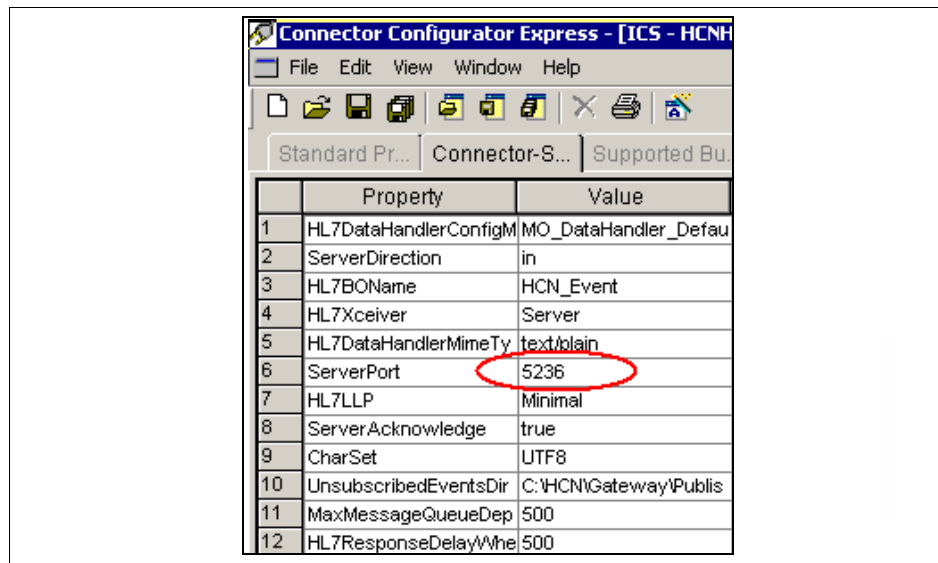 Connector Configurator Express - [ICS - HCNH
File Edit View Window Help
Standard Pr... Connector-S... Supported Bu.
Property Value
1 HL7DataHandlerConfigM MO_DataHandler_Defau
2 ServerDirection in
3 HL7BOName HCN_Event
4 HL7Xceiver Server
5 HL7DataHandlerMimeTy text/plain
6 ServerPort 5236
7 HL7LLP Minimal
8 ServerAcknowledge true
9 CharSet UTF8
10 UnsubscribedEventsDir C:\HCN\Gateway\Publis
11 MaxMessageQueueDep 500
12 HL7ResponseDelayWhe 500